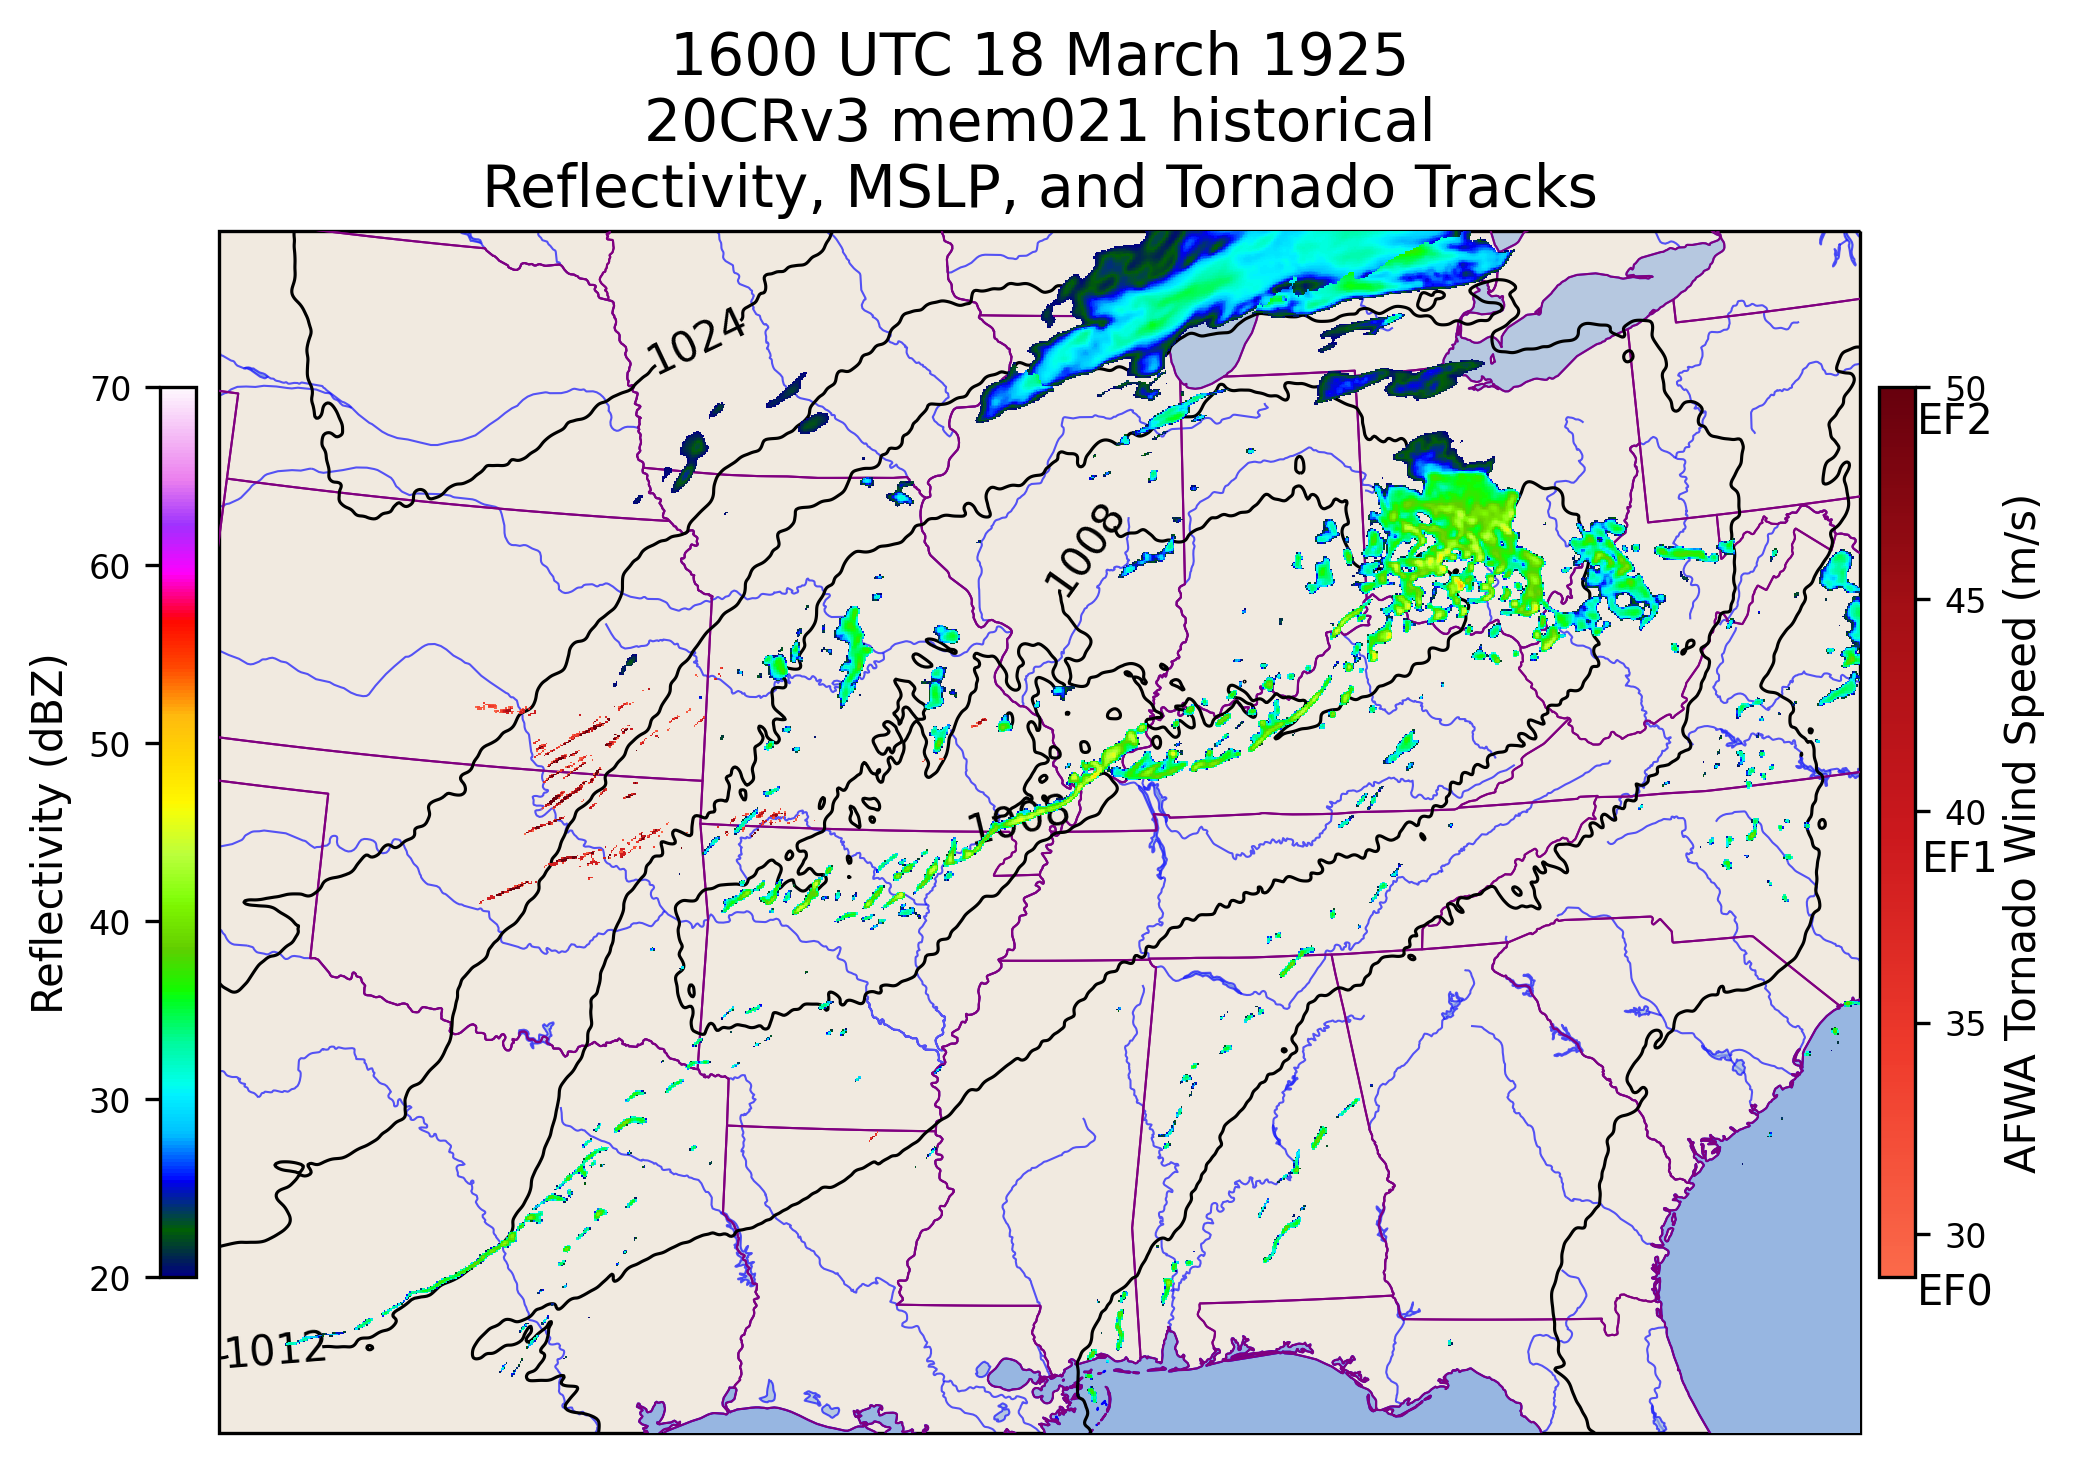 1600 UTC 18 March 1925
20CRv3 mem021 historical
Reflectivity, MSLP, and Tornado Tracks
1024
1008
1008
1012
70
60
50
40
30
20
Reflectivity (dBZ)
50
EF2
45
40
EF1
35
30
EF0
AFWA Tornado Wind Speed (m/s)